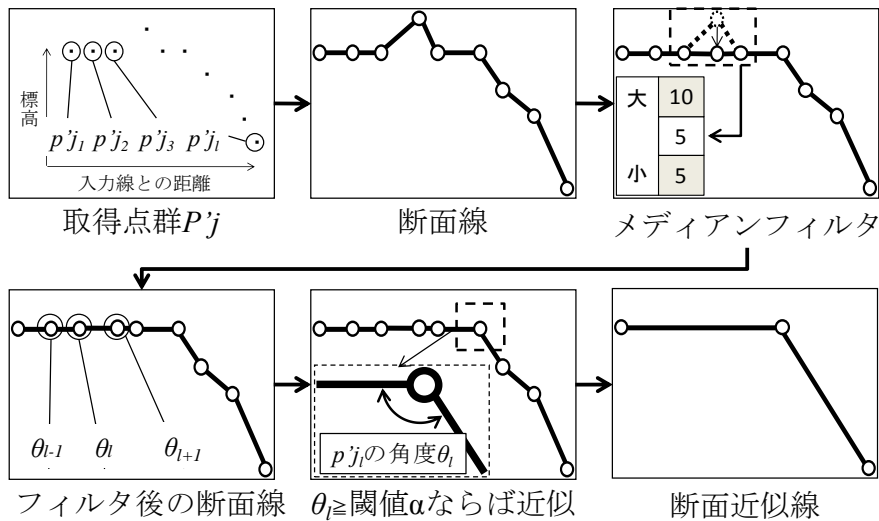 標高
p'j1 p'j2 p'j3 p'jl
入力線との距離
取得点群P'j
断面線
大 10
5
小 5
メディアンフィルタ
θl-1 θl θl+1
フィルタ後の断面線
p'jlの角度θl
θl≧閾値αならば近似
断面近似線